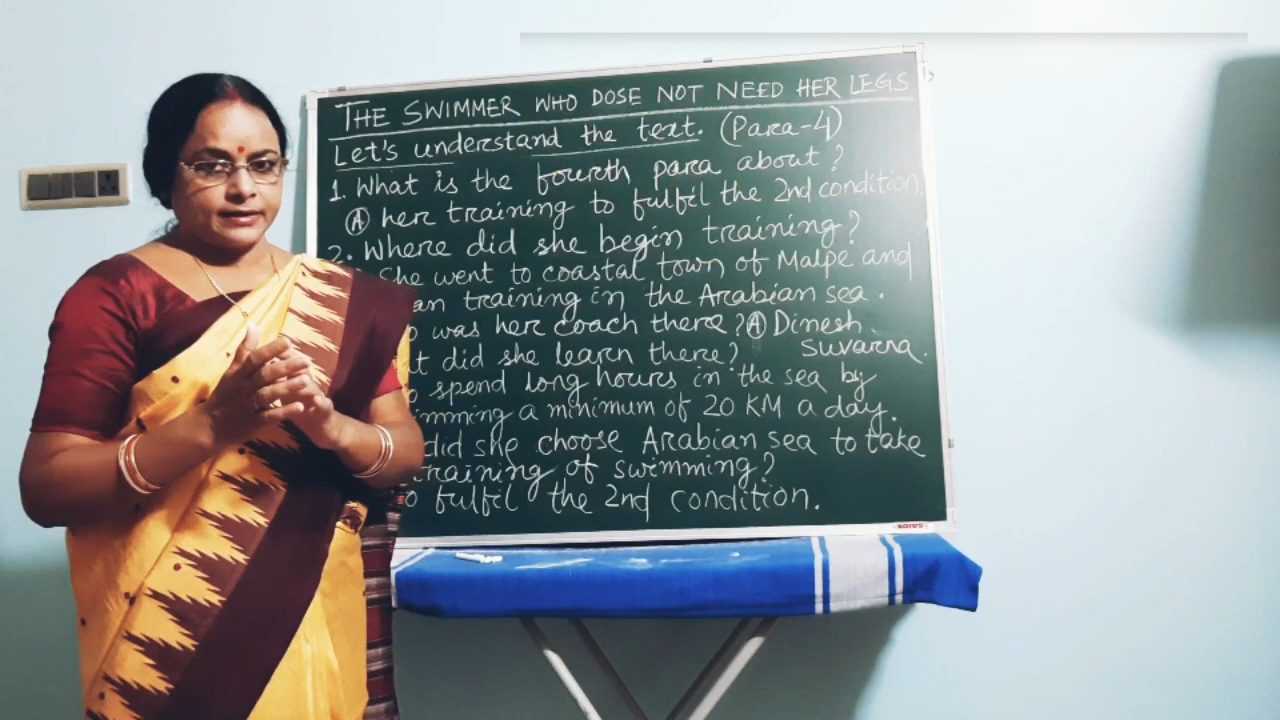 THE SWIMMER WHO DOSE NOT NEED HER LEGS
Let's understand the text. (Para-4)
1. What is the fourth para about?
A her training to fulfil the 2nd condition.
2. Where did she begin training?
She went to coastal town of Malpe and
an training in the Arabian sea.
o was her coach there? A Dinesh
Suvarna.
t did she learn there?
o spend long hours in the sea by
imming a minimum of 20 KM a day.
did she choose Arabian sea to take
training of swimming?
o fulfil the 2nd condition.
KORES